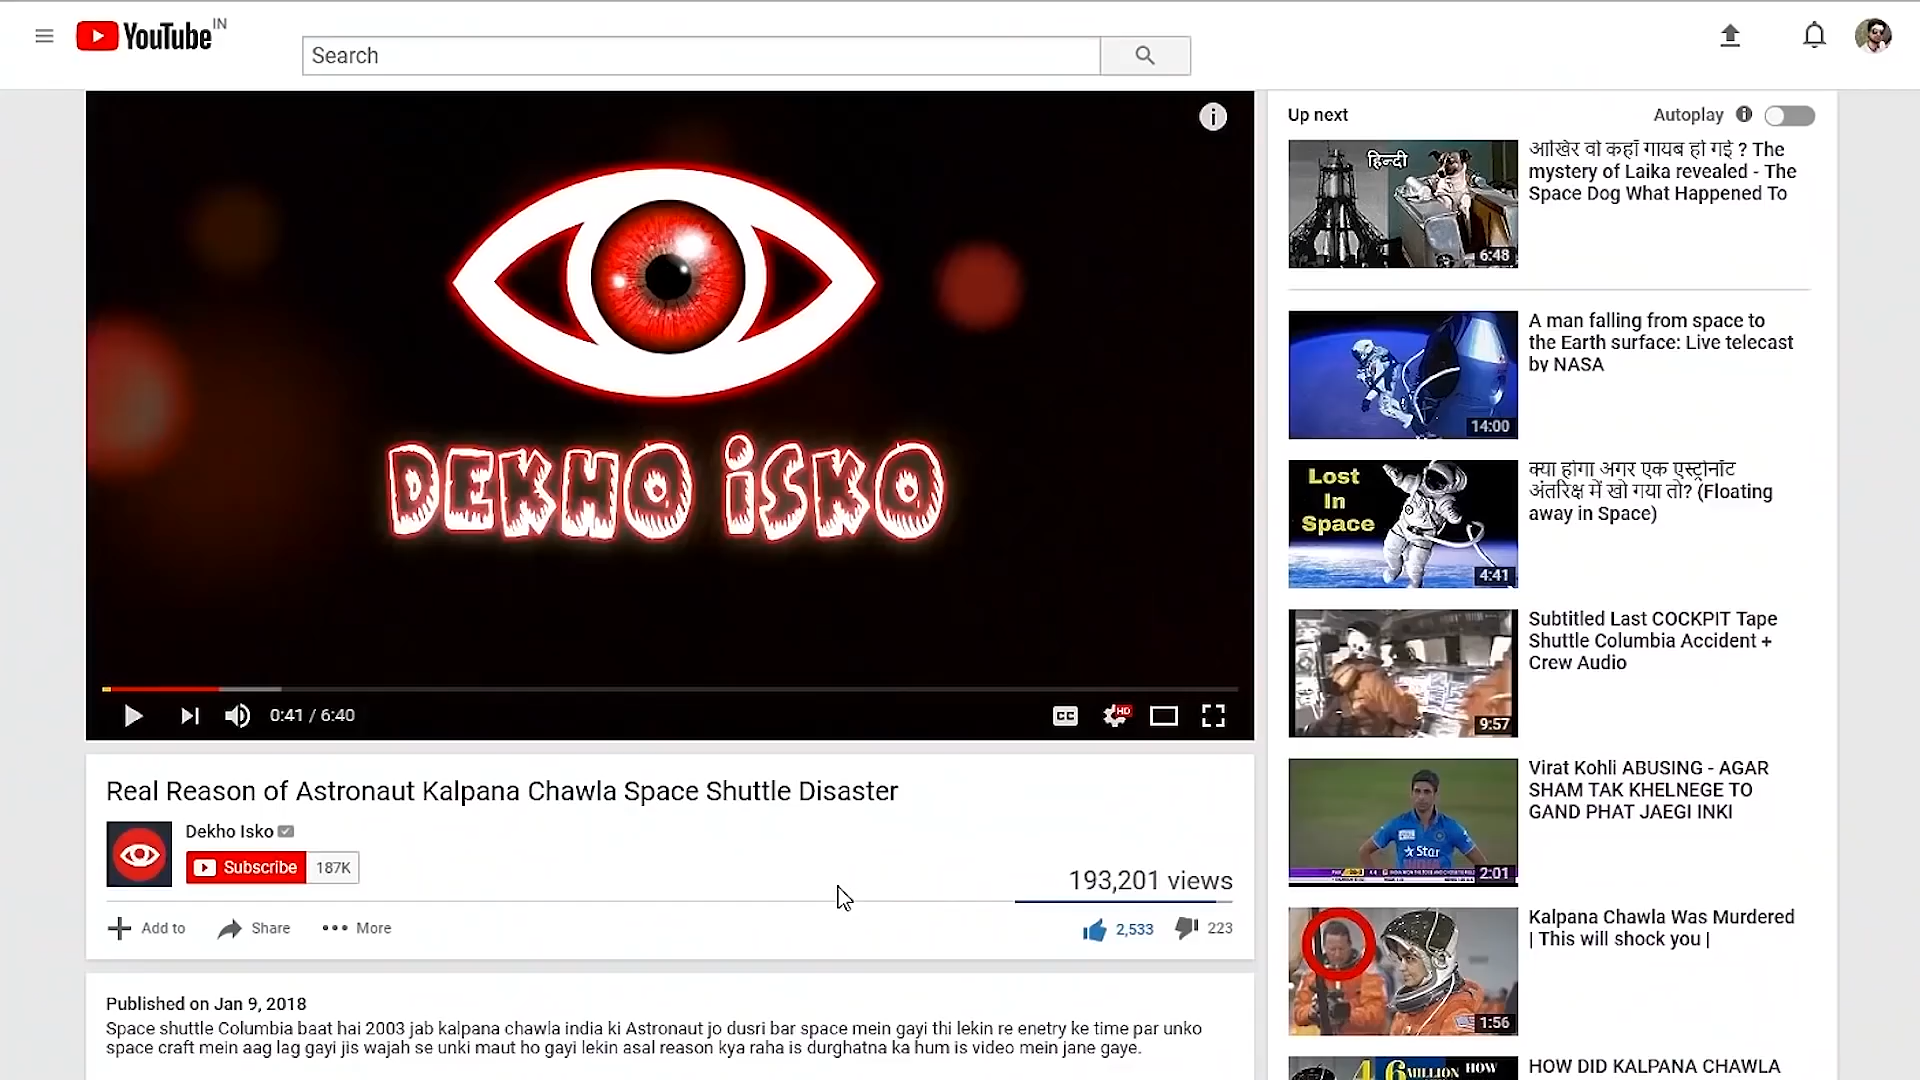 YouTube IN
Search
DEKHO iSKO
0:41 / 6:40
CC
HD
Real Reason of Astronaut Kalpana Chawla Space Shuttle Disaster
Dekho Isko
Subscribe 187K
193,201 views
Add to Share More
2,533 223
Published on Jan 9, 2018
Space shuttle Columbia baat hai 2003 jab kalpana chawla india ki Astronaut jo dusri bar space mein gayi thi lekin re enetry ke time par unko
space craft mein aag lag gayi jis wajah se unki maut ho gayi lekin asal reason kya raha is durghatna ka hum is video mein jane gaye.
Up next
Autoplay
हिन्दी
6:48
आखिर वो कहाँ गायब हो गई ? The
mystery of Laika revealed - The
Space Dog What Happened To
14:00
A man falling from space to
the Earth surface: Live telecast
by NASA
Lost
In
Space
4:41
क्या होगा अगर एक एस्ट्रोनॉट
अंतरिक्ष में खो गया तो? (Floating
away in Space)
9:57
Subtitled Last COCKPIT Tape
Shuttle Columbia Accident +
Crew Audio
Star
INDIA
2:01
Virat Kohli ABUSING - AGAR
SHAM TAK KHELNEGE TO
GAND PHAT JAEGI INKI
1:56
Kalpana Chawla Was Murdered
| This will shock you |
4.6 MILLION HOW
HOW DID KALPANA CHAWLA